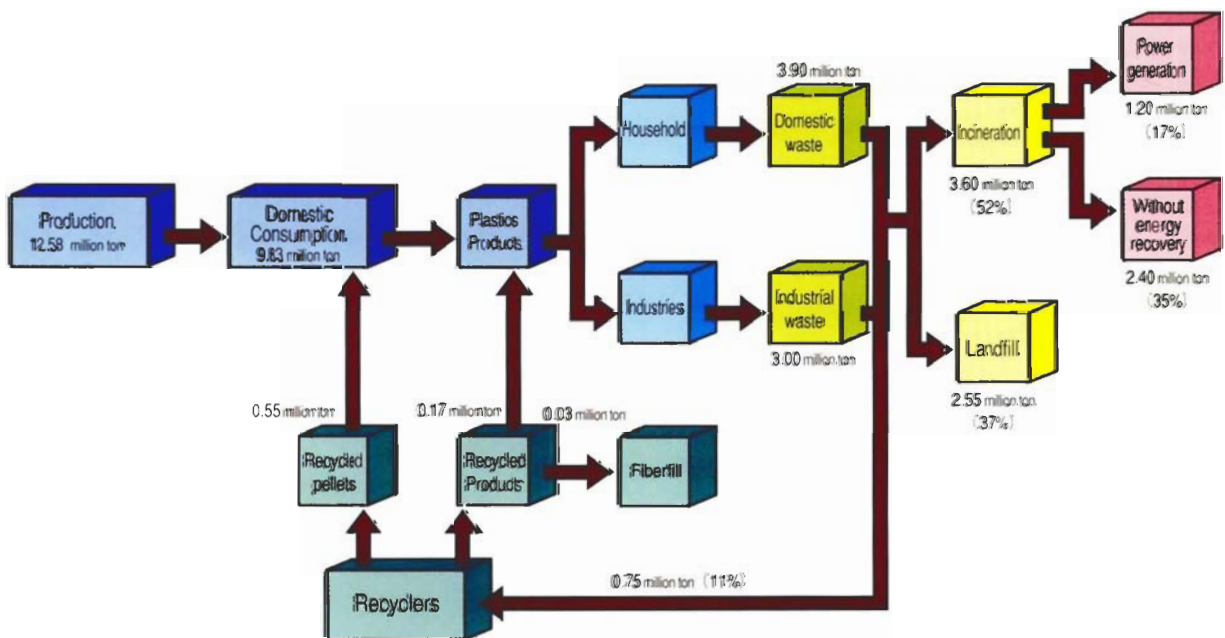 Production
12.58 million ton
Domestic
Consumption
9.83 million ton
Plastics
Products
Household
Industries
3.90 million ton
Domestic
waste
Industrial
waste
3.00 million ton
Incineration
3.60 million ton
(52%)
Landfill
2.55 million ton
(37%)
Power
generation
1.20 million ton
(17%)
Without
energy
recovery
2.40 million ton
(35%)
0.55 million ton
0.17 million ton
0.03 million ton
Recycled
pellets
Recycled
Products
Fiberfill
Recyclers
0.75 million ton (11%)